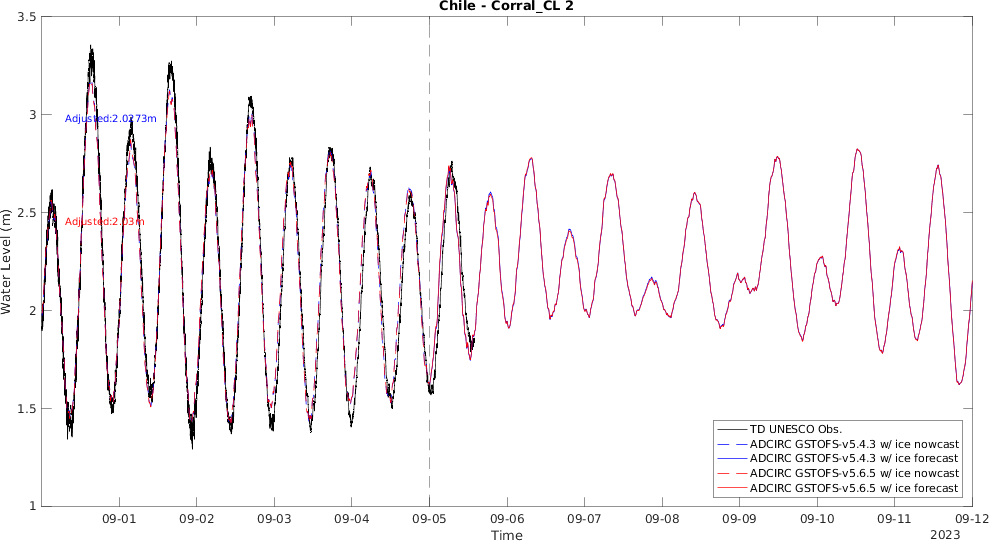 Chile - Corral_CL 2
3.5
3
2.5
2
1.5
1
Water Level (m)
Adjusted:2.0273m
Adjusted:2.03m
TD UNESCO Obs.
ADCIRC GSTOFS-v5.4.3 w/ ice nowcast
ADCIRC GSTOFS-v5.4.3 w/ ice forecast
ADCIRC GSTOFS-v5.6.5 w/ ice nowcast
ADCIRC GSTOFS-v5.6.5 w/ ice forecast
09-01 09-02 09-03 09-04 09-05 09-06 09-07 09-08 09-09 09-10 09-11 09-12
Time
2023